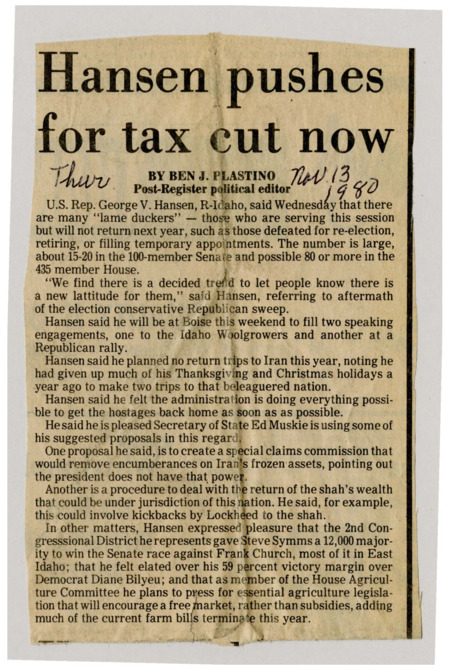 Hansen pushes
for tax cut now
Thur. Nov 13
1980
BY BEN J. PLASTINO
Post-Register political editor
U.S. Rep. George V. Hansen, R-Idaho, said Wednesday that there
are many "lame duckers" — those who are serving this session
but will not return next year, such as those defeated for re-election,
retiring, or filling temporary appointments. The number is large,
about 15-20 in the 100-member Senate and possible 80 or more in the
435 member House.
"We find there is a decided trend to let people know there is
a new lattitude for them," said Hansen, referring to aftermath
of the election conservative Republican sweep.
Hansen said he will be at Boise this weekend to fill two speaking
engagements, one to the Idaho Woolgrowers and another at a
Republican rally.
Hansen said he planned no return trips to Iran this year, noting he
had given up much of his Thanksgiving and Christmas holidays a
year ago to make two trips to that beleaguered nation.
Hansen said he felt the administration is doing everything possi-
ble to get the hostages back home as soon as as possible.
He said he is pleased Secretary of State Ed Muskie is using some of
his suggested proposals in this regard.
One proposal he said, is to create a special claims commission that
would remove encumberances on Iran's frozen assets, pointing out
the president does not have that power.
Another is a procedure to deal with the return of the shah's wealth
that could be under jurisdiction of this nation. He said, for example,
this could involve kickbacks by Lockheed to the shah.
In other matters, Hansen expressed pleasure that the 2nd Con-
gresssional District he represents gave Steve Symms a 12,000 major-
ity to win the Senate race against Frank Church, most of it in East
Idaho; that he felt elated over his 59 percent victory margin over
Democrat Diane Bilyeu; and that as member of the House Agricul-
ture Committee he plans to press for essential agriculture legisla-
tion that will encourage a free market, rather than subsidies, adding
much of the current farm bills terminate this year.